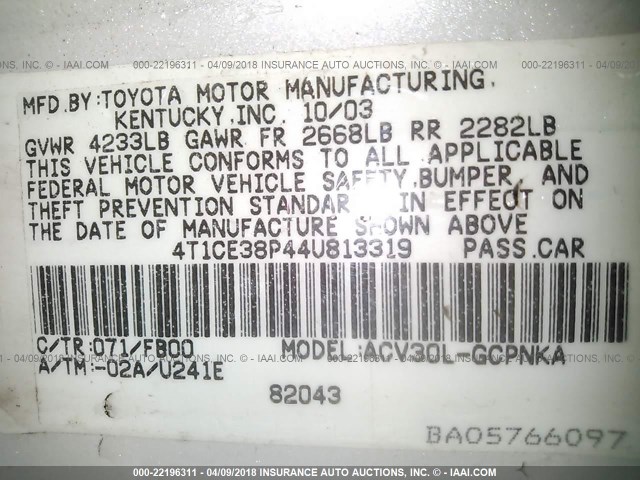 000-22196311 - 04/09/2018 INSURANCE AUTO AUCTIONS, INC. - WWW.IAAI.COM
MFD.BY:TOYOTA MOTOR MANUFACTURING,
KENTUCKY,INC. 10/03
GVWR 4233LB GAWR FR 2668LB RR 2282LB
THIS VEHICLE CONFORMS TO ALL APPLICABLE
FEDERAL MOTOR VEHICLE SAFETY,BUMPER, AND
THEFT PREVENTION STANDAR IN EFFECT ON
THE DATE OF MANUFACTURE SHOWN ABOVE
4T1CE38P44U813319 PASS.CAR
C/TR:071/FB00 MODEL:ACV30L-GCPNKA
A/TM:-02A/U241E
82043
BA05766097
000-22196311 - 04/09/2018 INSURANCE AUTO AUCTIONS, INC. - WWW.IAAI.COM